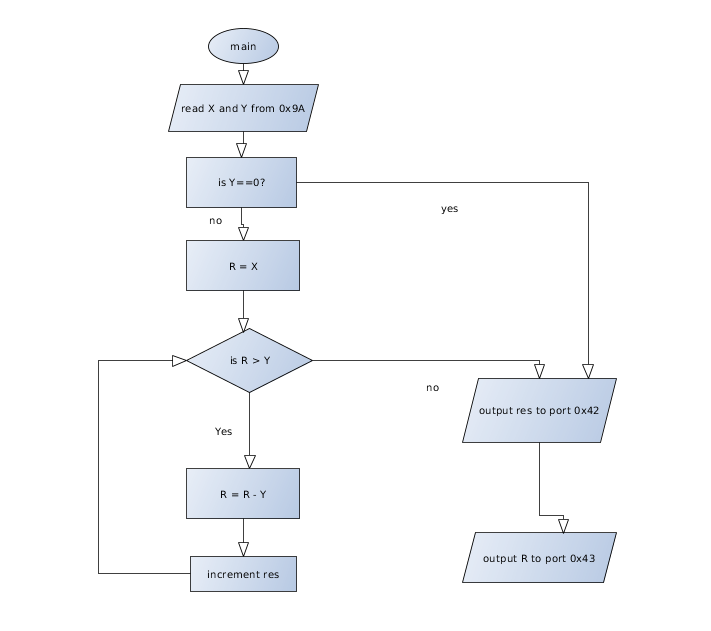 main
read X and Y from 0x9A
is Y==0?
yes
no
R = X
is R > Y
no
output res to port 0x42
Yes
R = R - Y
output R to port 0x43
increment res